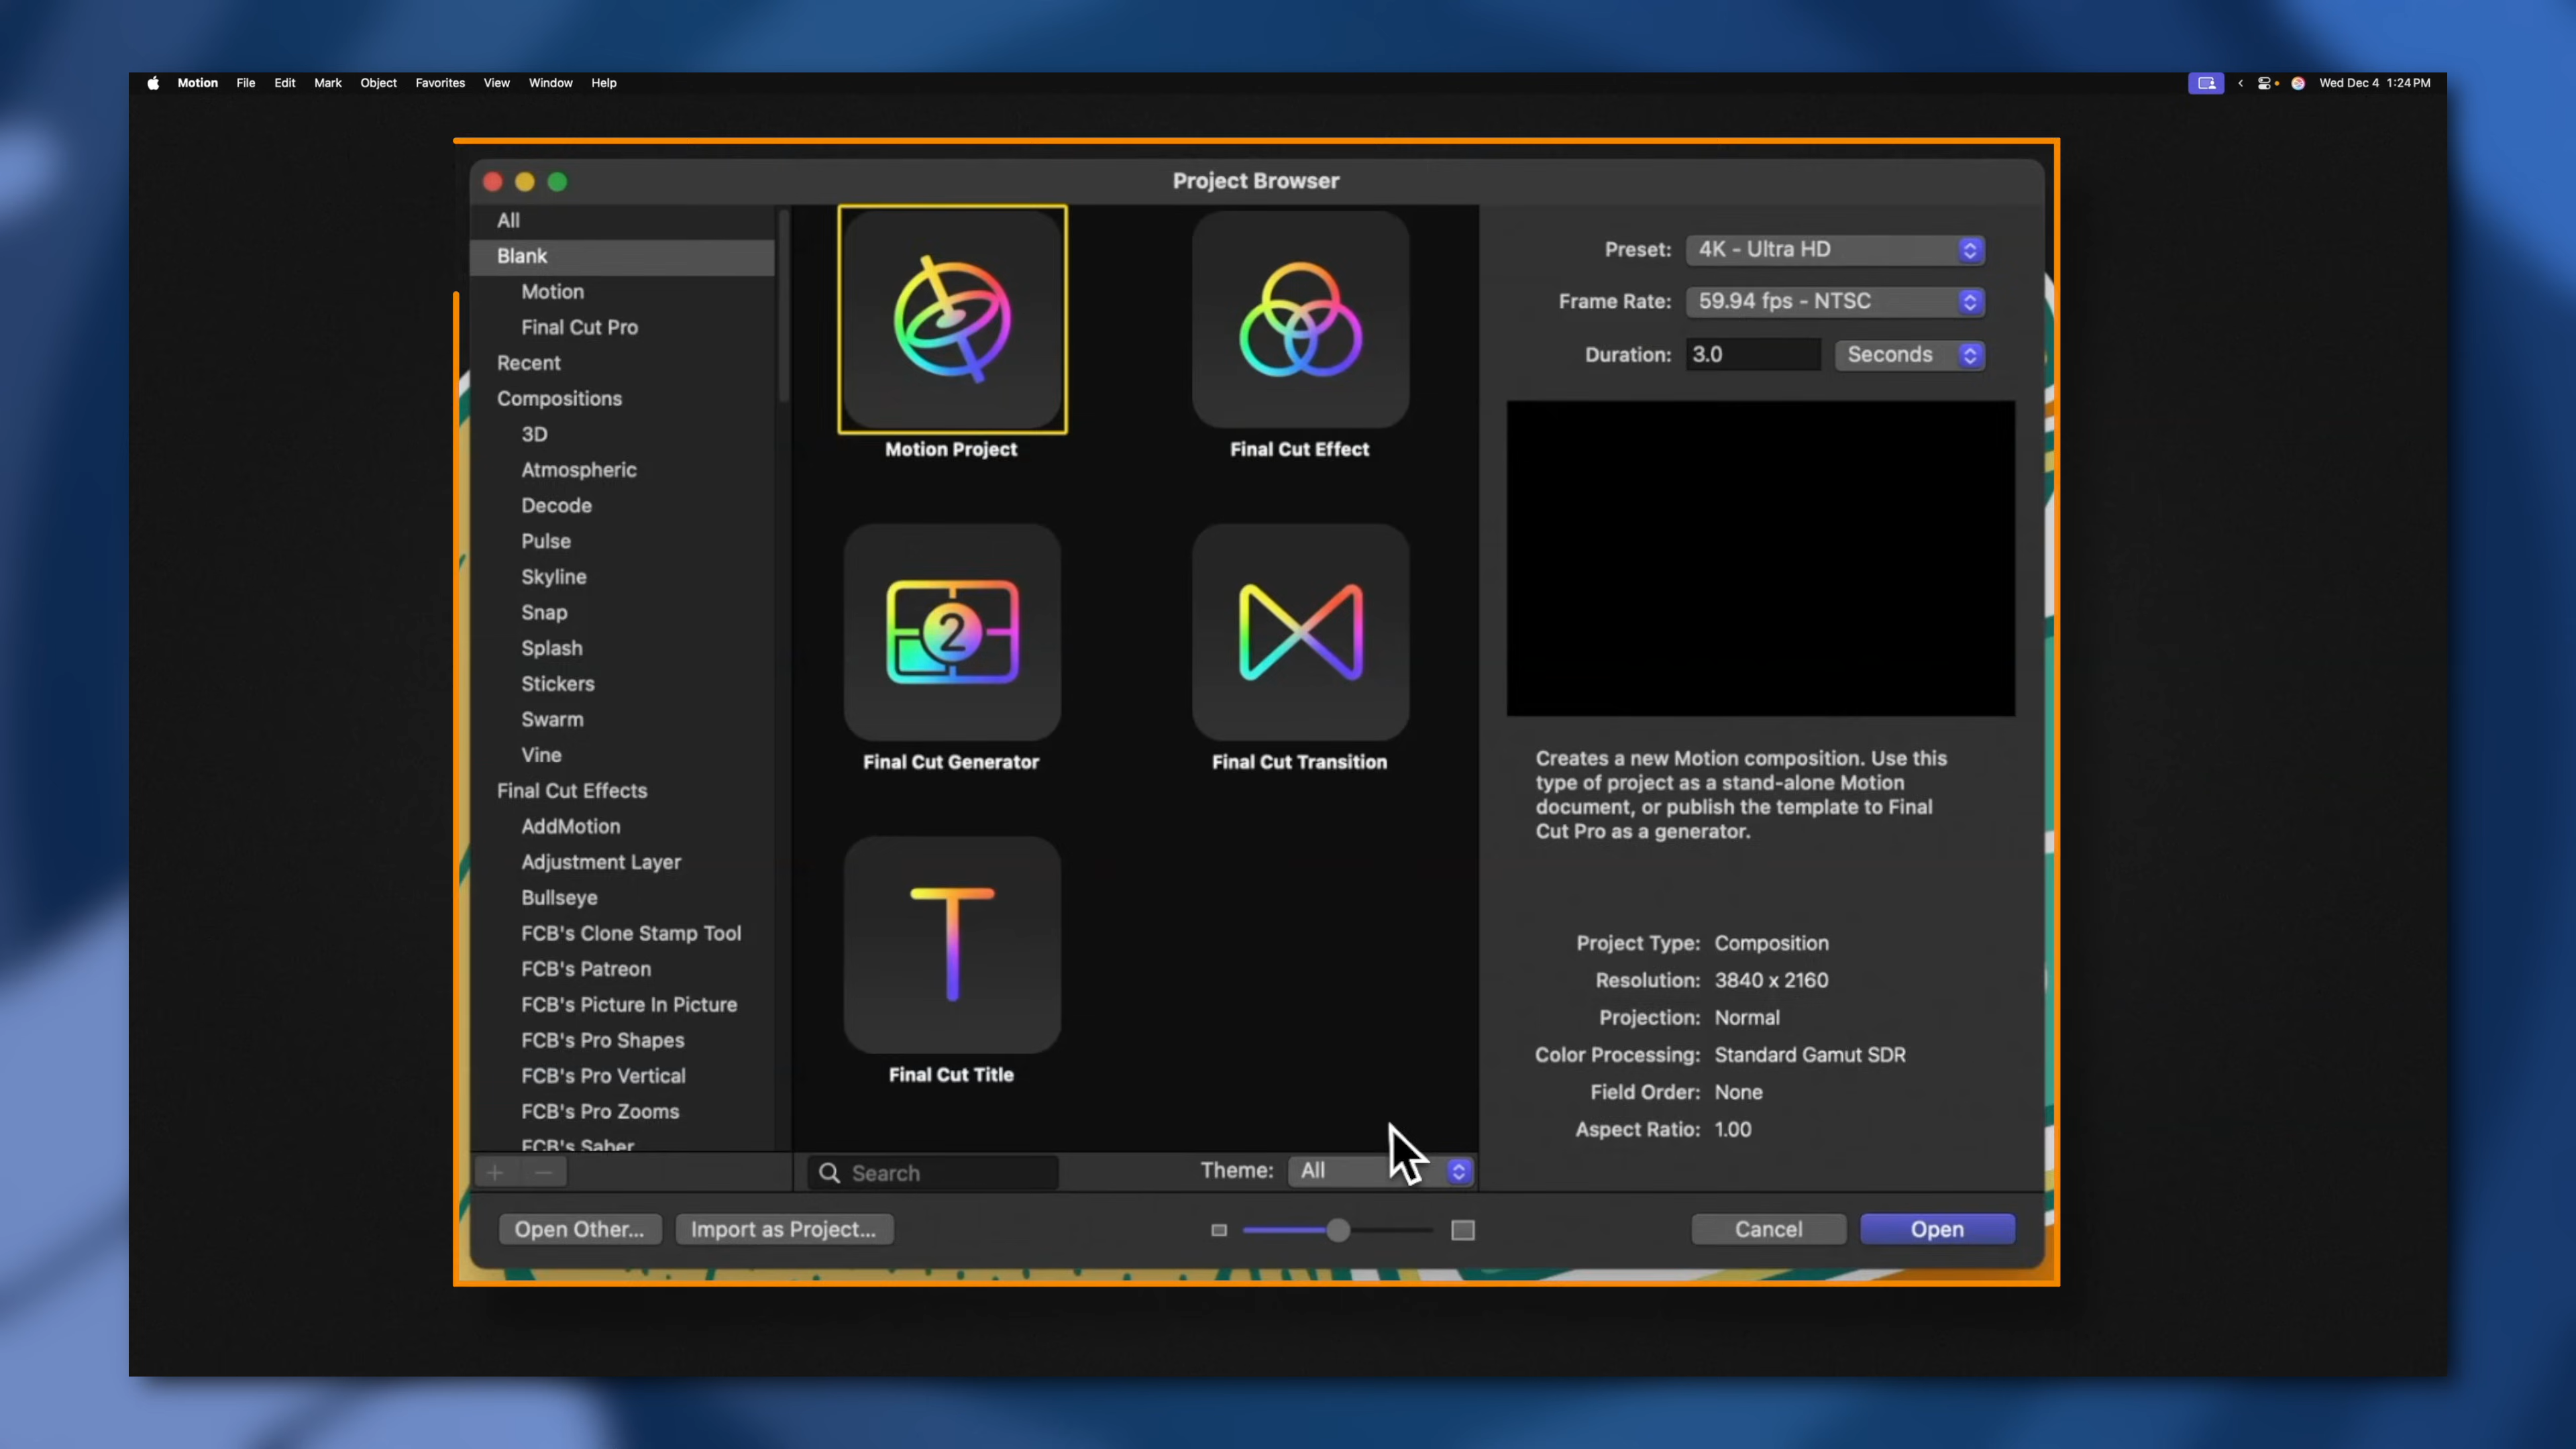 Motion File Edit Mark Object Favorites View Window Help
Wed Dec 4 1:24 PM
Project Browser
All
Blank
Motion
Final Cut Pro
Recent
Compositions
3D
Atmospheric
Decode
Pulse
Skyline
Snap
Splash
Stickers
Swarm
Vine
Final Cut Effects
AddMotion
Adjustment Layer
Bullseye
FCB's Clone Stamp Tool
FCB's Patreon
FCB's Picture In Picture
FCB's Pro Shapes
FCB's Pro Vertical
FCB's Pro Zooms
FCB's Saber
Motion Project
Final Cut Effect
2
Final Cut Generator
Final Cut Transition
T
Final Cut Title
Search
Theme: All
Preset: 4K - Ultra HD
Frame Rate: 59.94 fps - NTSC
Duration: 3.0 Seconds
Creates a new Motion composition. Use this
type of project as a stand-alone Motion
document, or publish the template to Final
Cut Pro as a generator.
Project Type: Composition
Resolution: 3840 x 2160
Projection: Normal
Color Processing: Standard Gamut SDR
Field Order: None
Aspect Ratio: 1.00
Open Other...
Import as Project...
Cancel
Open